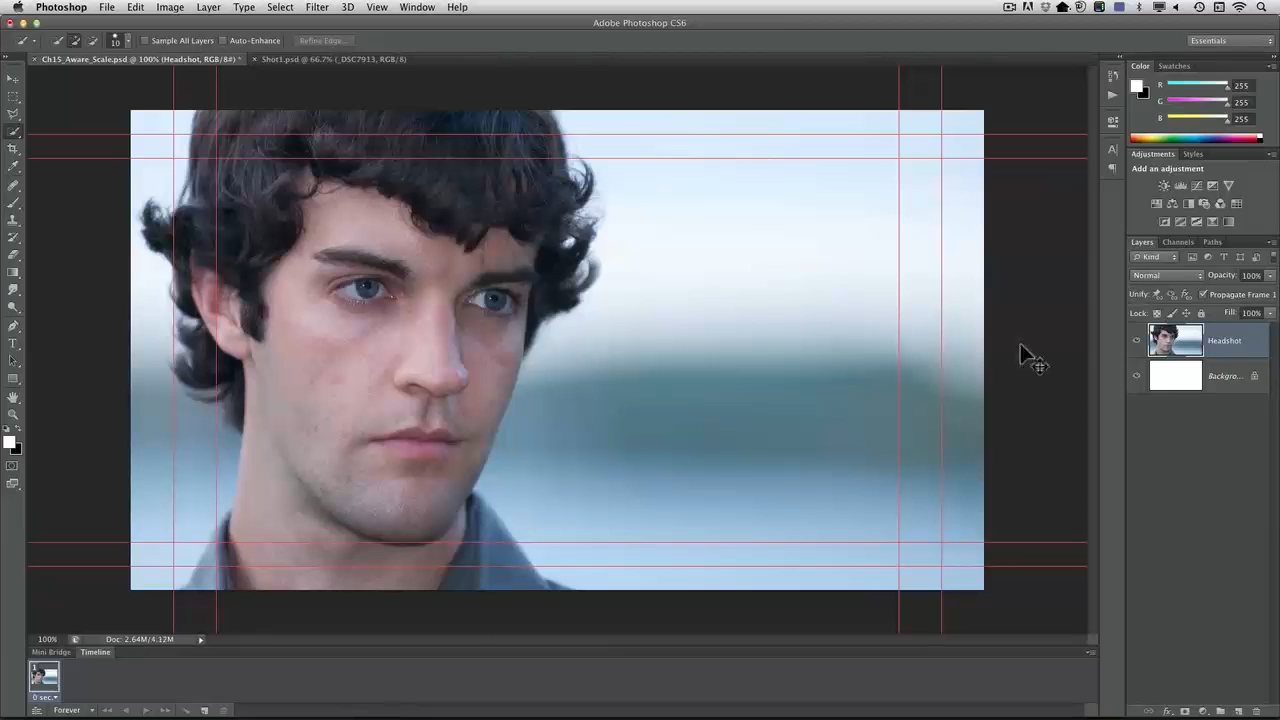 Photoshop File Edit Image Layer Type Select Filter 3D View Window Help
Adobe Photoshop CS6
10 Sample All Layers Auto-Enhance Refine Edge... Essentials
× Ch15_Aware_Scale.psd @ 100% (Headshot, RGB/8#) * × Shot1.psd @ 66.7% (_DSC7913, RGB/8)
Color Swatches
R 255
G 255
B 255
Adjustments Styles
Add an adjustment
Layers Channels Paths
Kind
Normal Opacity: 100%
Unify: Propagate Frame 1
Lock: Fill: 100%
Headshot
Backgro...
100% Doc: 2.64M/4.12M
Mini Bridge Timeline
1
0 sec.
Forever